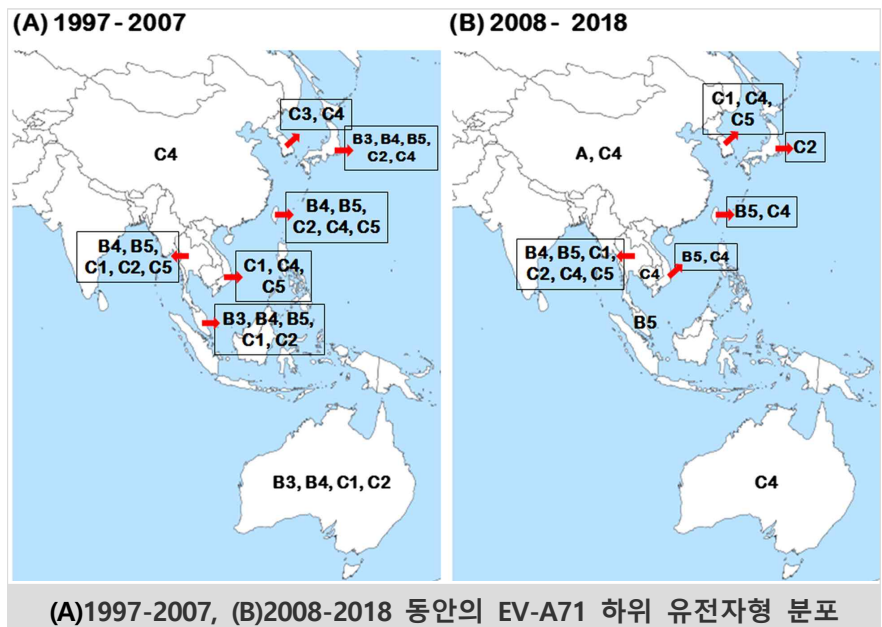 (A) 1997 - 2007
C3, C4
B3, B4, B5,
C2, C4
C4
B4, B5,
C2, C4, C5
B4, B5,
C1, C2, C5
C1, C4,
C5
B3, B4, B5,
C1, C2
B3, B4, C1, C2
(B) 2008 - 2018
C1, C4,
C5
C2
A, C4
B5, C4
B4, B5, C1,
C2, C4, C5
B5, C4
C4
B5
C4
(A)1997-2007, (B)2008-2018 동안의 EV-A71 하위 유전자형 분포